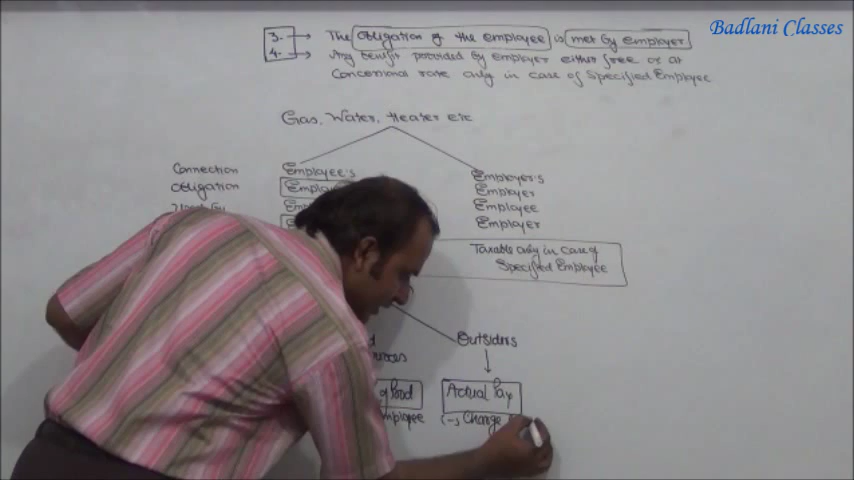 Badlani Classes
3- → The obligation of the employee is met by employer
4- → Any benefit provided by employer either free or at
Concessional rate only in case of Specified Employee
Gas, Water, Heater etc
Connection Employee's Employer's
Obligation Employer
Employee
Employer
Taxable only in case of
Specified Employee
Outsiders
of Prod Actual Pay
Employee (-) Charge